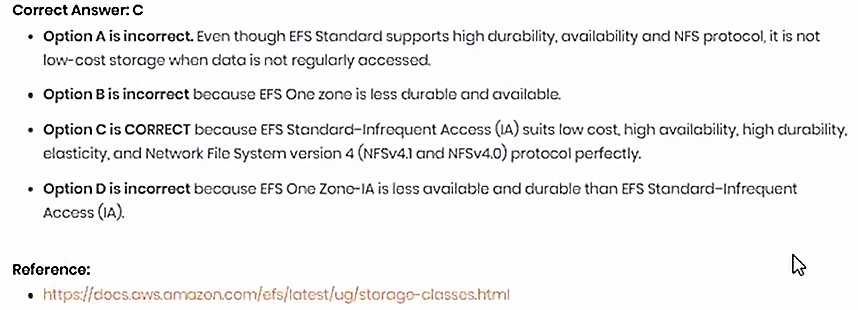 Correct Answer: C
• Option A is incorrect. Even though EFS Standard supports high durability, availability and NFS protocol, it is not
low-cost storage when data is not regularly accessed.
• Option B is incorrect because EFS One zone is less durable and available.
• Option C is CORRECT because EFS Standard-Infrequent Access (IA) suits low cost, high availability, high durability,
elasticity, and Network File System version 4 (NFSv4.1 and NFSv4.0) protocol perfectly.
• Option D is incorrect because EFS One Zone-IA is less available and durable than EFS Standard-Infrequent
Access (IA).
Reference:
• https://docs.aws.amazon.com/efs/latest/ug/storage-classes.html